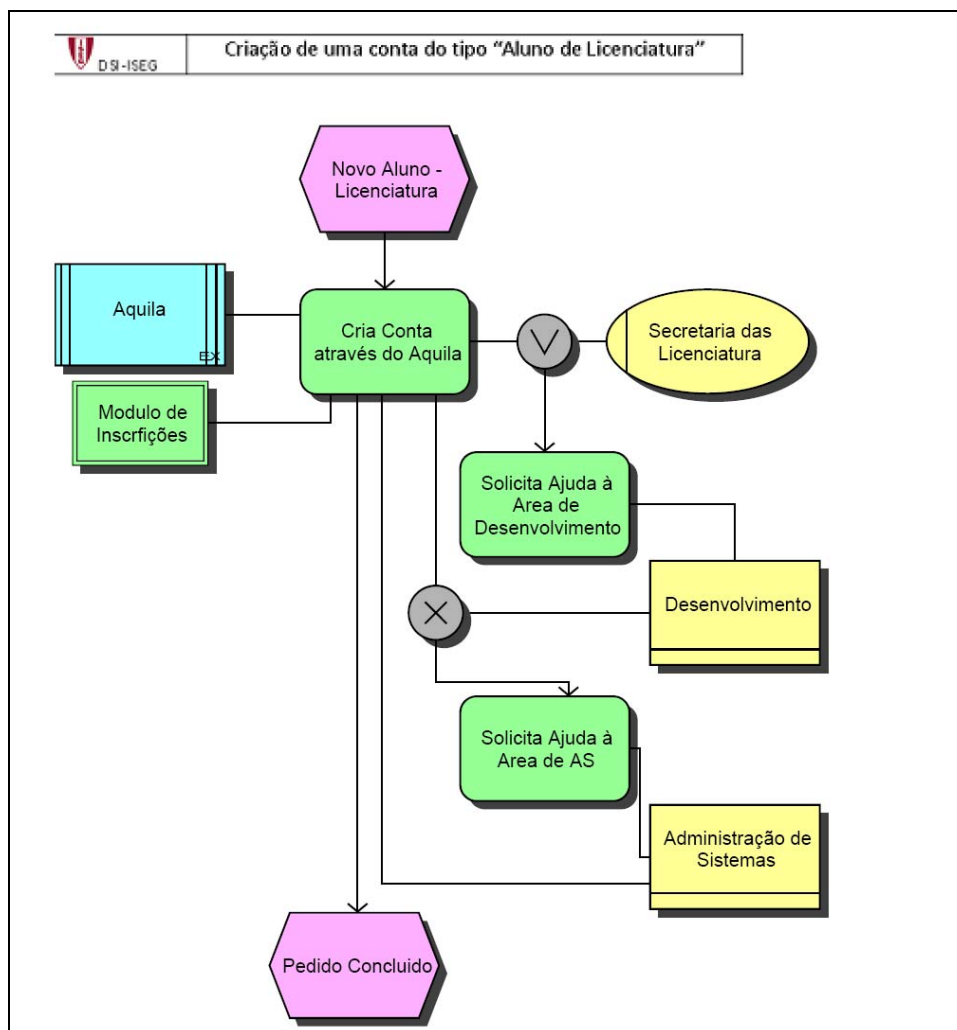 DSI-ISEG
Criação de uma conta do tipo “Aluno de Licenciatura”
Novo Aluno -
Licenciatura
Aquila
EX
Cria Conta
através do Aquila
Secretaria das
Licenciatura
Modulo de
Inscrfições
Solicita Ajuda à
Area de
Desenvolvimento
Desenvolvimento
Solicita Ajuda à
Area de AS
Administração de
Sistemas
Pedido Concluido